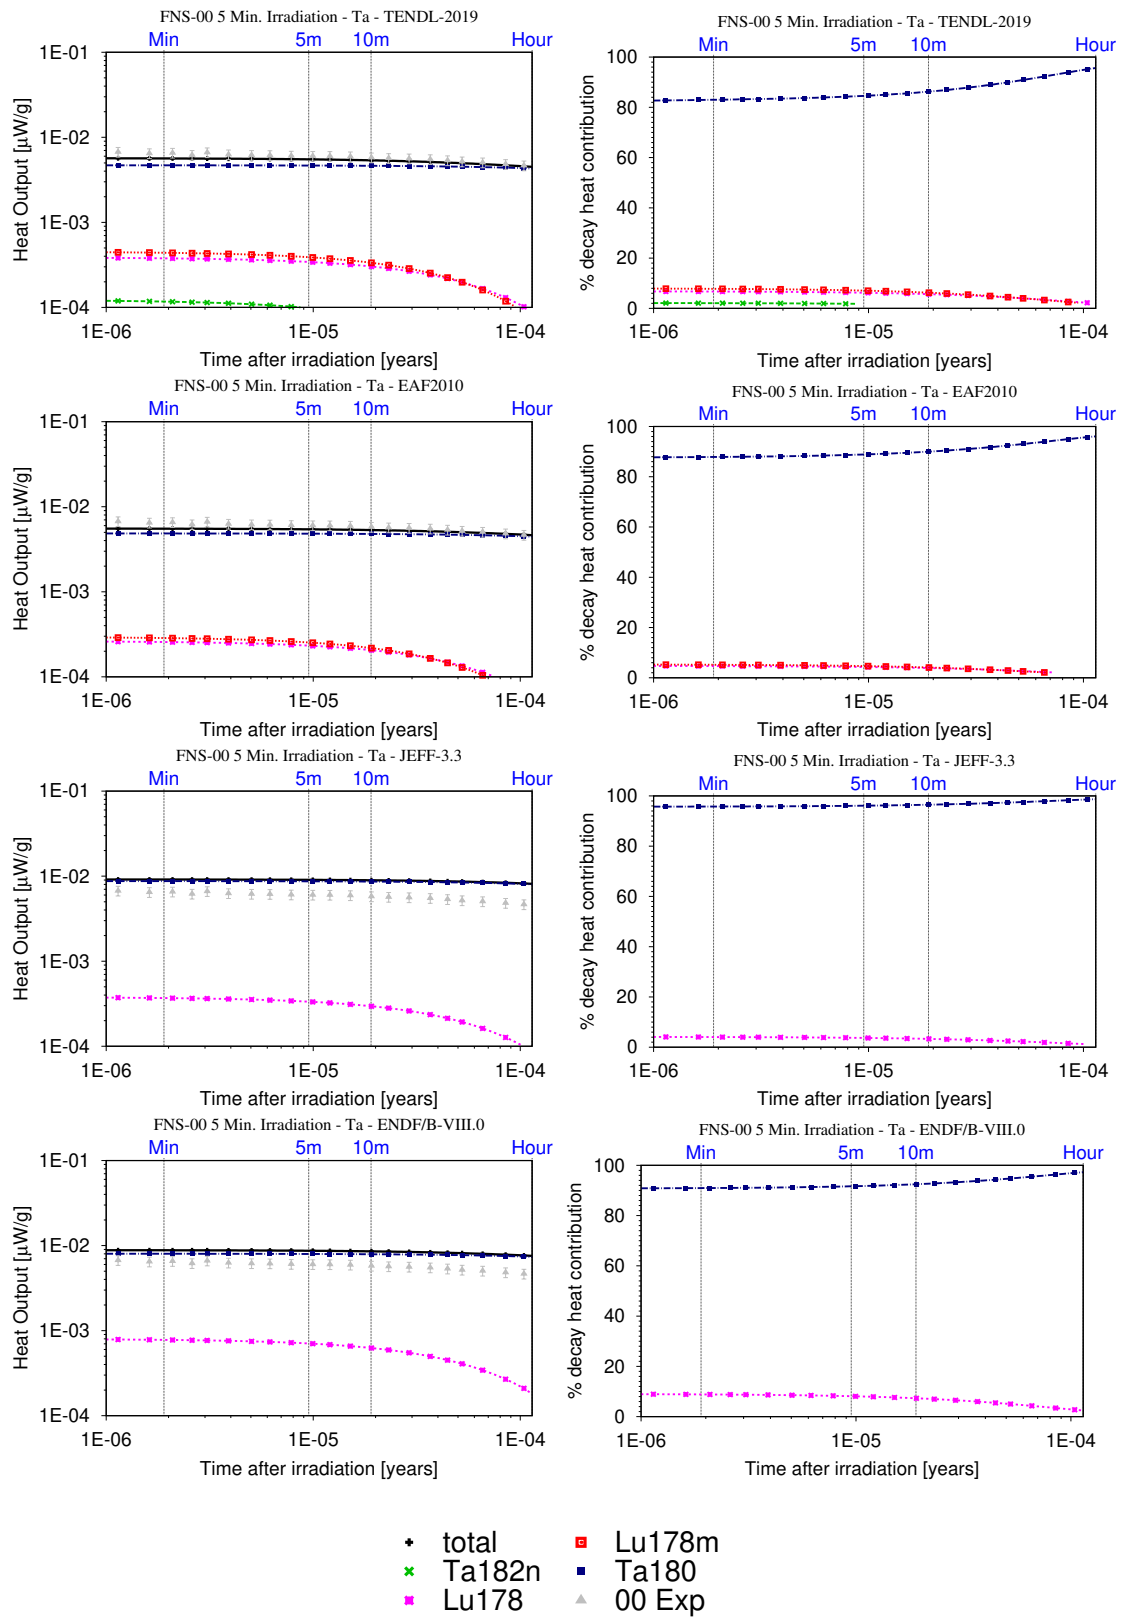 FNS-00 5 Min. Irradiation - Ta - TENDL-2019
Min 5m 10m Hour
1E-01
1E-02
1E-03
1E-04
Heat Output [µW/g]
1E-06 1E-05 1E-04
Time after irradiation [years]
FNS-00 5 Min. Irradiation - Ta - TENDL-2019
Min 5m 10m Hour
100
80
60
40
20
0
% decay heat contribution
1E-06 1E-05 1E-04
Time after irradiation [years]
FNS-00 5 Min. Irradiation - Ta - EAF2010
Min 5m 10m Hour
1E-01
1E-02
1E-03
1E-04
Heat Output [µW/g]
1E-06 1E-05 1E-04
Time after irradiation [years]
FNS-00 5 Min. Irradiation - Ta - EAF2010
Min 5m 10m Hour
100
80
60
40
20
0
% decay heat contribution
1E-06 1E-05 1E-04
Time after irradiation [years]
FNS-00 5 Min. Irradiation - Ta - JEFF-3.3
Min 5m 10m Hour
1E-01
1E-02
1E-03
1E-04
Heat Output [µW/g]
1E-06 1E-05 1E-04
Time after irradiation [years]
FNS-00 5 Min. Irradiation - Ta - JEFF-3.3
Min 5m 10m Hour
100
80
60
40
20
0
% decay heat contribution
1E-06 1E-05 1E-04
Time after irradiation [years]
FNS-00 5 Min. Irradiation - Ta - ENDF/B-VIII.0
Min 5m 10m Hour
1E-01
1E-02
1E-03
1E-04
Heat Output [µW/g]
1E-06 1E-05 1E-04
Time after irradiation [years]
FNS-00 5 Min. Irradiation - Ta - ENDF/B-VIII.0
Min 5m 10m Hour
100
80
60
40
20
0
% decay heat contribution
1E-06 1E-05 1E-04
Time after irradiation [years]
total Lu178m
Ta182n Ta180
Lu178 00 Exp